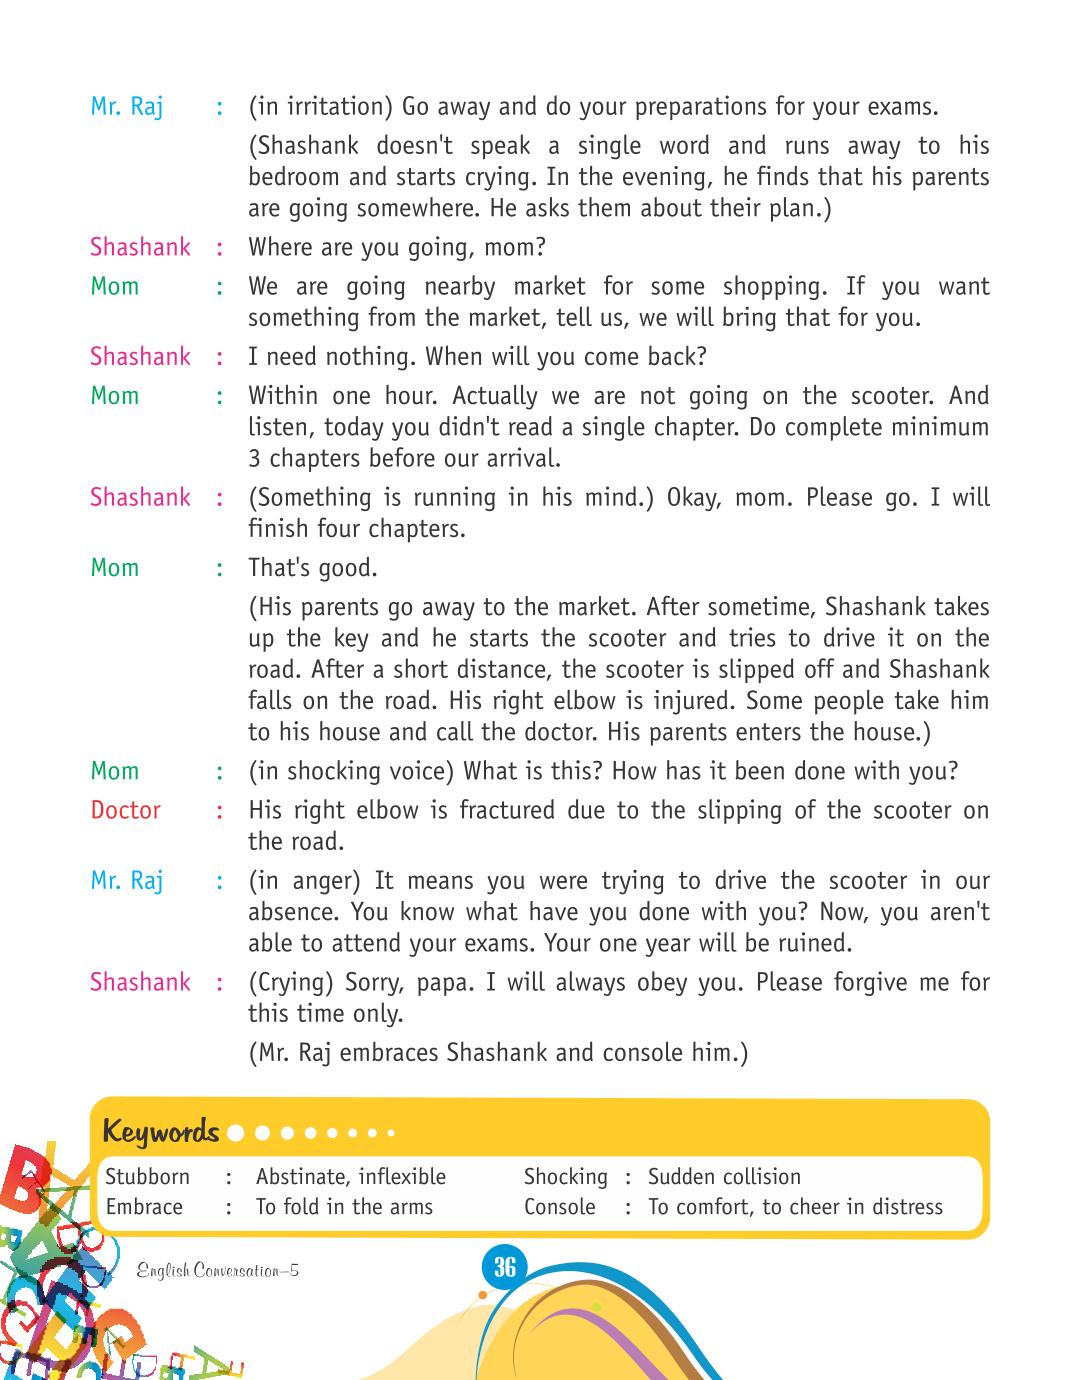 Mr. Raj : (in irritation) Go away and do your preparations for your exams.
(Shashank doesn't speak a single word and runs away to his
bedroom and starts crying. In the evening, he finds that his parents
are going somewhere. He asks them about their plan.)
Shashank : Where are you going, mom?
Mom : We are going nearby market for some shopping. If you want
something from the market, tell us, we will bring that for you.
Shashank : I need nothing. When will you come back?
Mom : Within one hour. Actually we are not going on the scooter. And
listen, today you didn't read a single chapter. Do complete minimum
3 chapters before our arrival.
Shashank : (Something is running in his mind.) Okay, mom. Please go. I will
finish four chapters.
Mom : That's good.
(His parents go away to the market. After sometime, Shashank takes
up the key and he starts the scooter and tries to drive it on the
road. After a short distance, the scooter is slipped off and Shashank
falls on the road. His right elbow is injured. Some people take him
to his house and call the doctor. His parents enters the house.)
Mom : (in shocking voice) What is this? How has it been done with you?
Doctor : His right elbow is fractured due to the slipping of the scooter on
the road.
Mr. Raj : (in anger) It means you were trying to drive the scooter in our
absence. You know what have you done with you? Now, you aren't
able to attend your exams. Your one year will be ruined.
Shashank : (Crying) Sorry, papa. I will always obey you. Please forgive me for
this time only.
(Mr. Raj embraces Shashank and console him.)
Keywords
Stubborn : Abstinate, inflexible Shocking : Sudden collision
Embrace : To fold in the arms Console : To comfort, to cheer in distress
English Conversation–5
36